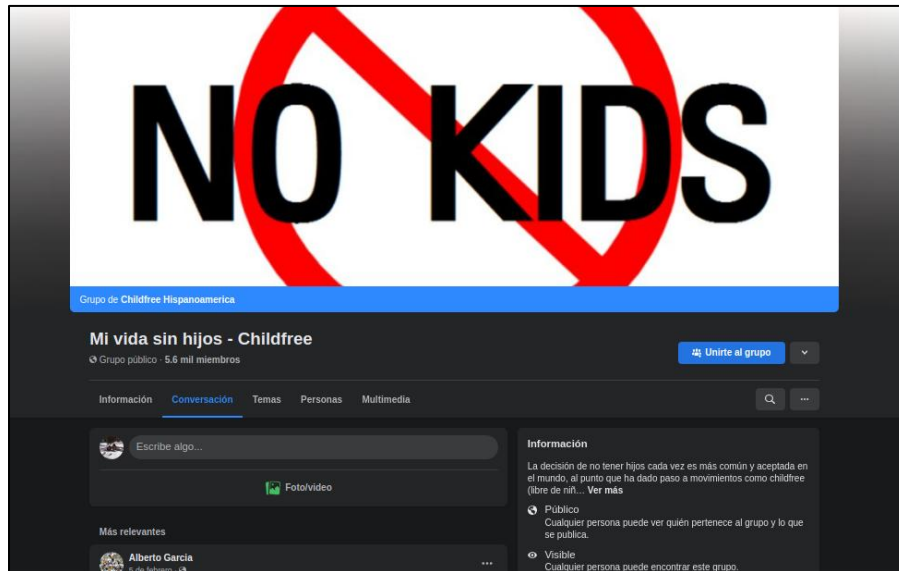 NO KIDS
Grupo de Childfree Hispanoamerica
Mi vida sin hijos - Childfree
Grupo público · 5.6 mil miembros
Unirte al grupo
Información Conversación Temas Personas Multimedia
Escribe algo...
Foto/video
Más relevantes
Alberto Garcia
5 de febrero ·
Información
La decisión de no tener hijos cada vez es más común y aceptada en
el mundo, al punto que ha dado paso a movimientos como childfree
(libre de niñ... Ver más
Público
Cualquier persona puede ver quién pertenece al grupo y lo que
se publica.
Visible
Cualquier persona puede encontrar este grupo.